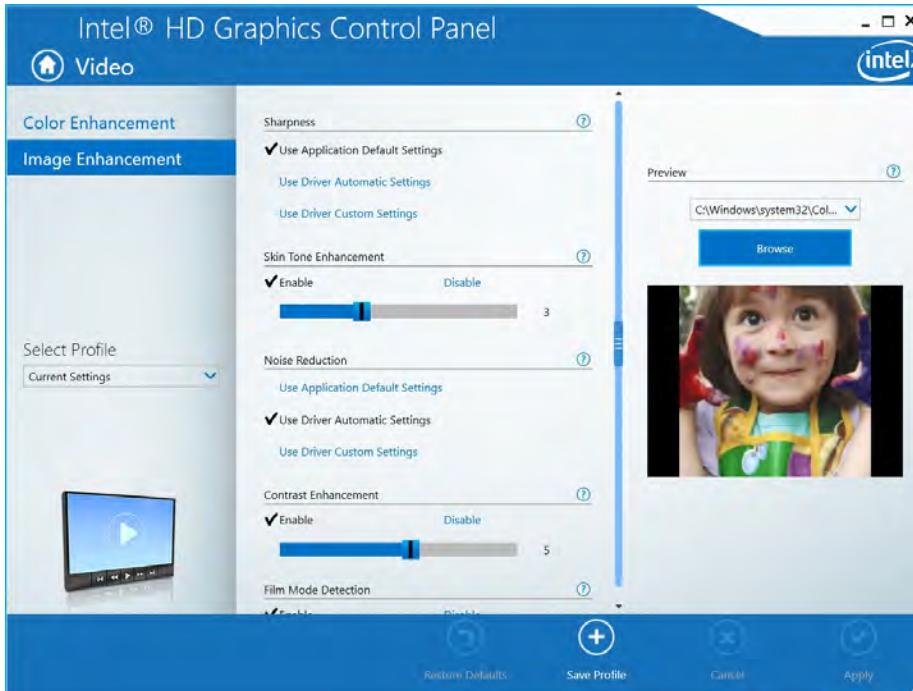 Intel® HD Graphics Control Panel
Video
intel
Color Enhancement
Image Enhancement
Select Profile
Current Settings
Sharpness
Use Application Default Settings
Use Driver Automatic Settings
Use Driver Custom Settings
Skin Tone Enhancement
Enable Disable
3
Noise Reduction
Use Application Default Settings
Use Driver Automatic Settings
Use Driver Custom Settings
Contrast Enhancement
Enable Disable
5
Film Mode Detection
Enable Disable
Preview
C:\Windows\system32\Col...
Browse
Restore Defaults
Save Profile
Cancel
Apply